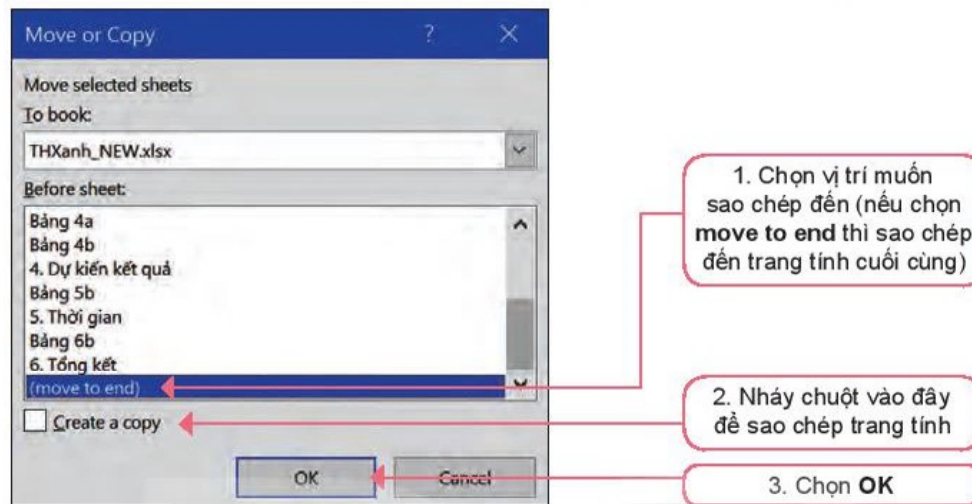 Move or Copy ? ×
Move selected sheets
To book:
THXanh_NEW.xlsx
Before sheet:
Bảng 4a
Bảng 4b
4. Dự kiến kết quả
Bảng 5b
5. Thời gian
Bảng 6b
6. Tổng kết
(move to end)
Create a copy
OK Cancel
1. Chọn vị trí muốn
sao chép đến (nếu chọn
move to end thì sao chép
đến trang tính cuối cùng)
2. Nháy chuột vào đây
để sao chép trang tính
3. Chọn OK